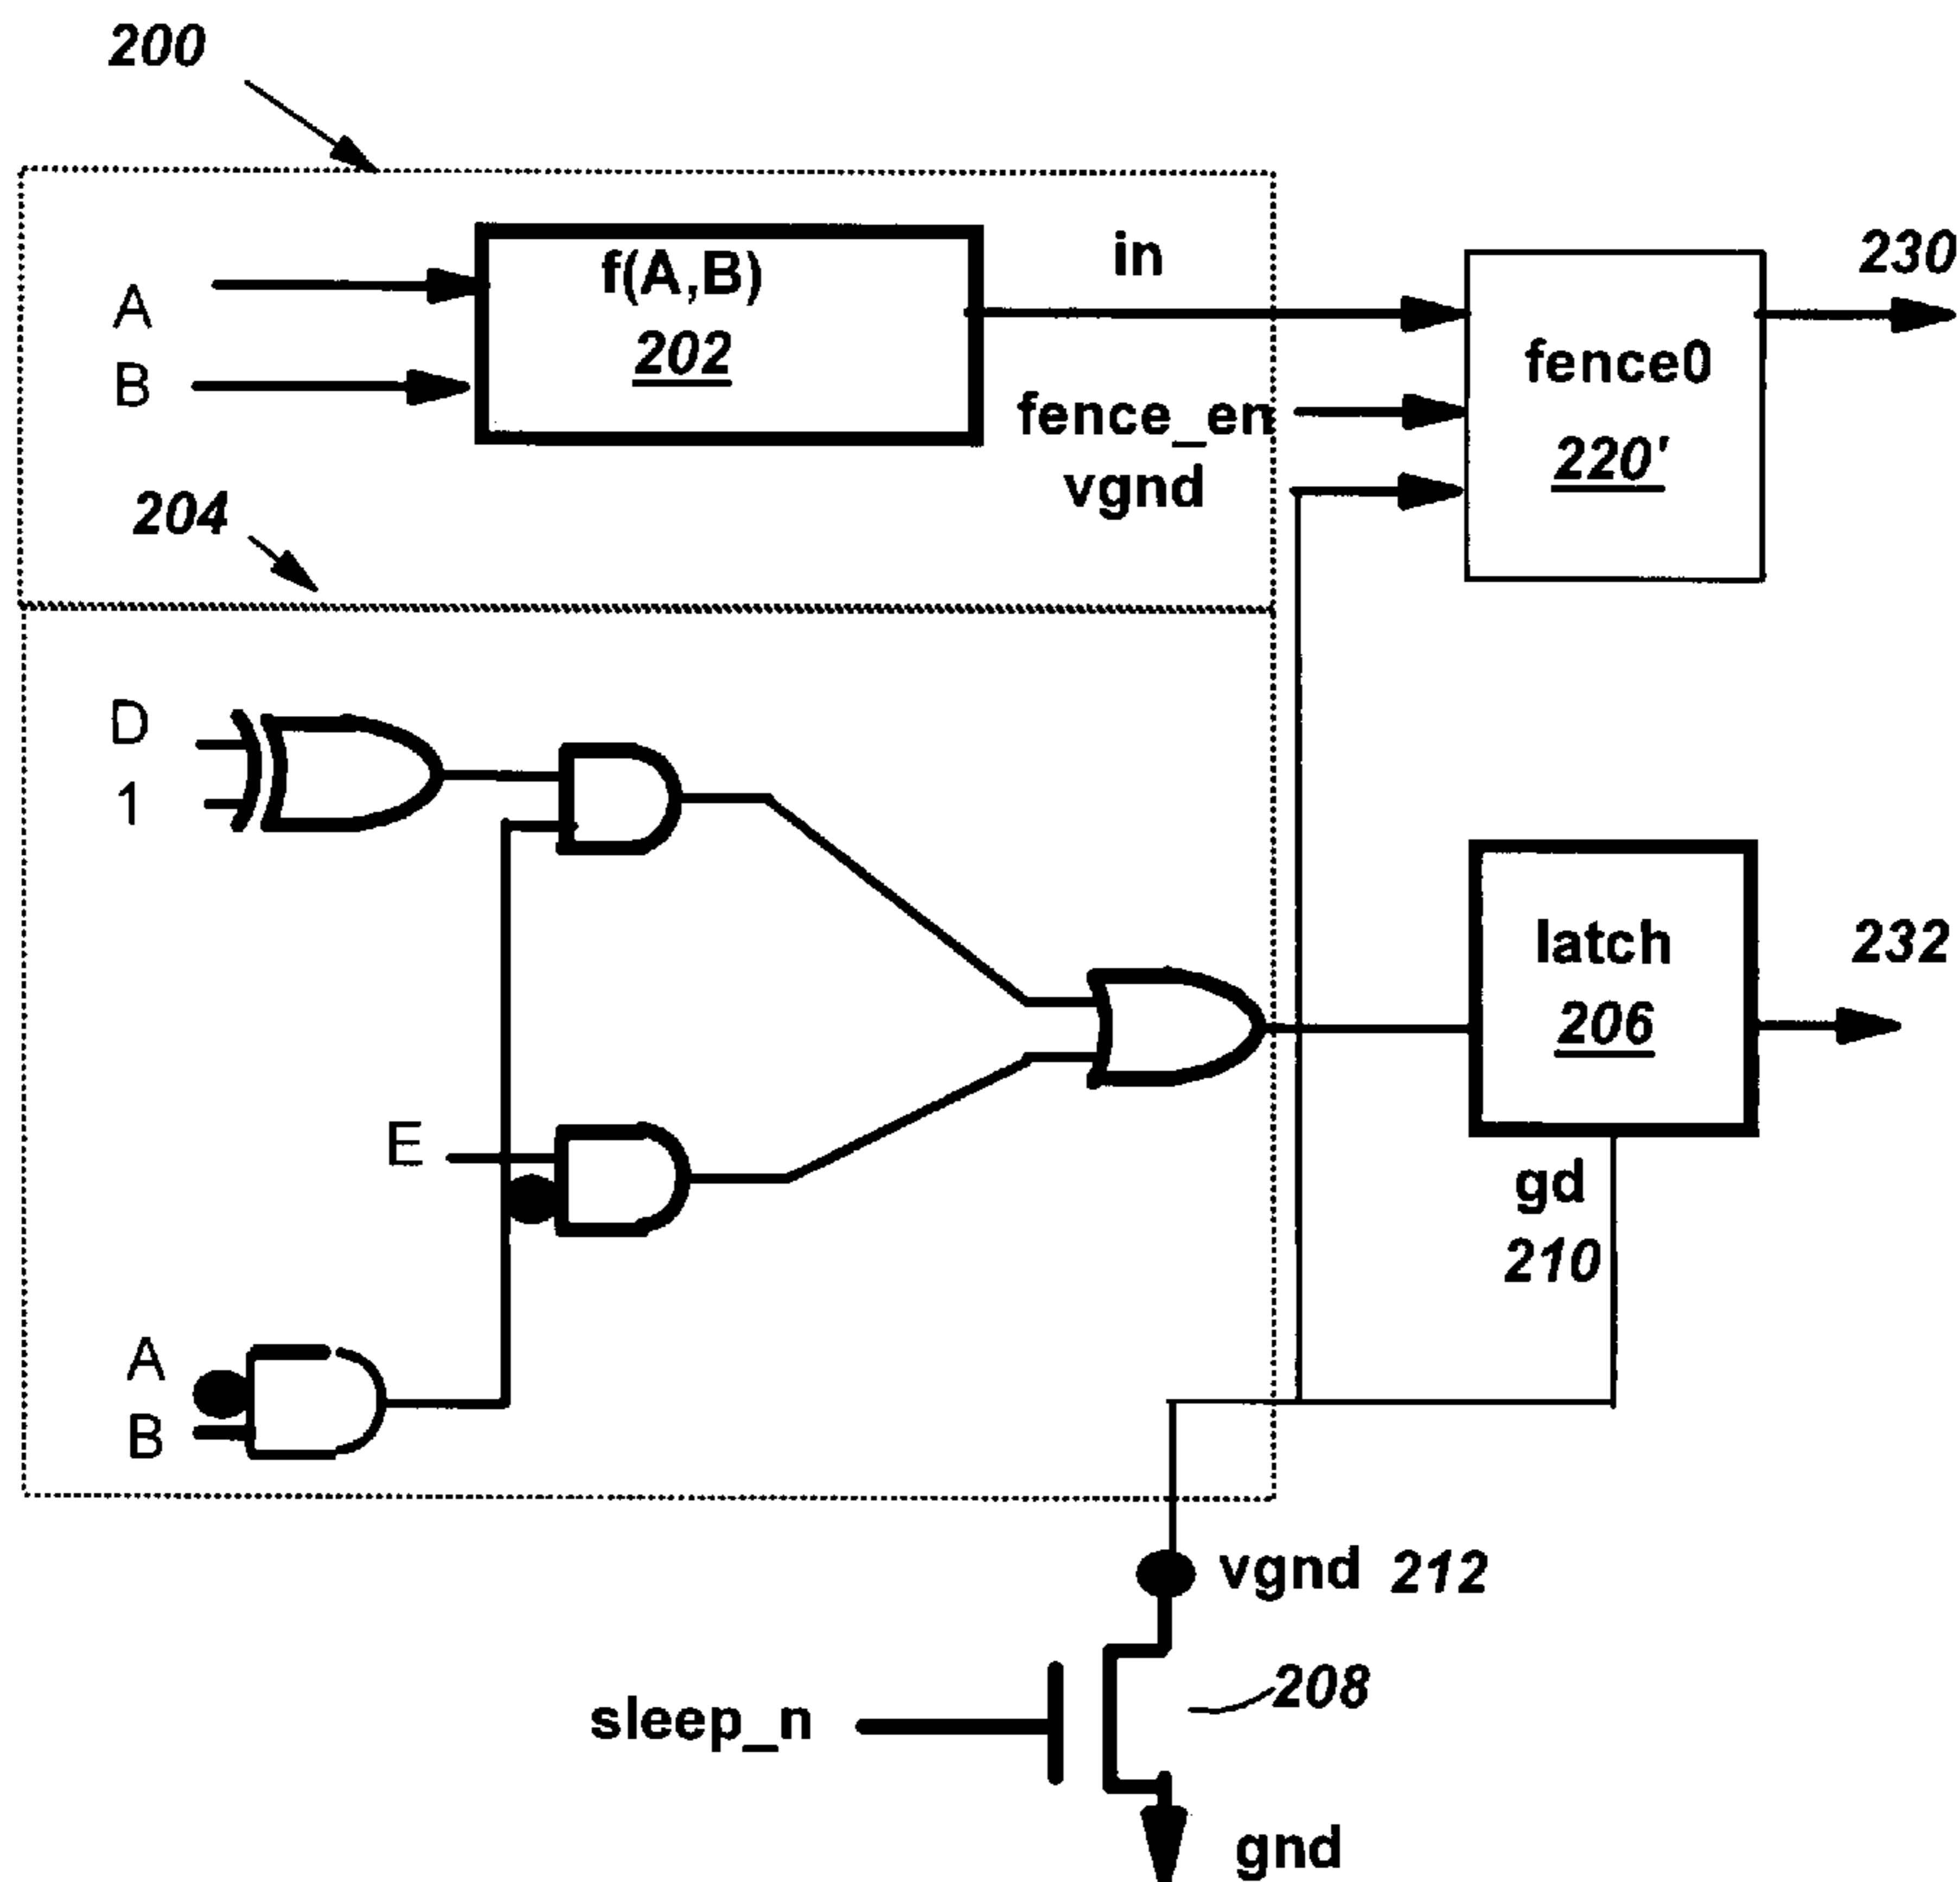 200
A
B
f(A,B)
202
in
fence_en
vgnd
fence0
220'
230
204
D
1
E
A
B
latch
206
232
gd
210
vgnd 212
sleep_n
208
gnd